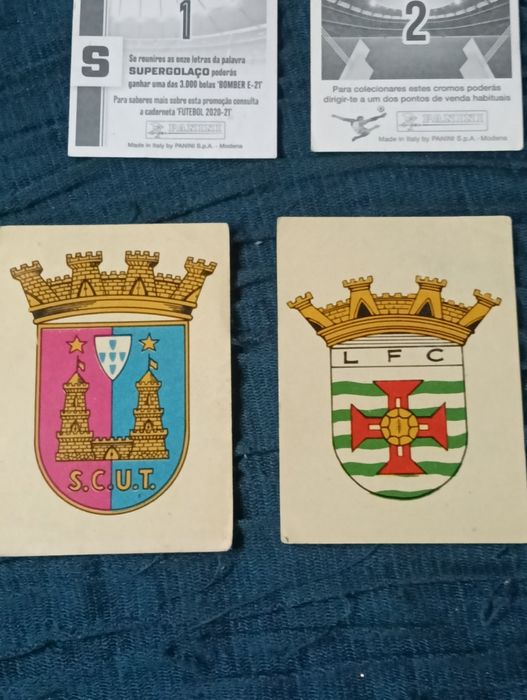 1
S
Se reunires as onze letras da palavra
SUPERGOLAÇO poderás
ganhar uma das 3.000 bolas 'BOMBER E-21'
Para saberes mais sobre esta promoção consulta
a caderneta 'FUTEBOL 2020-21'
PANINI
Made in Italy by PANINI S.p.A. - Modena
2
Para colecionares estes cromos poderás
dirigir-te a um dos pontos de venda habituais
PANINI
Made in Italy by PANINI S.p.A. - Modena
S.C.U.T.
L F C